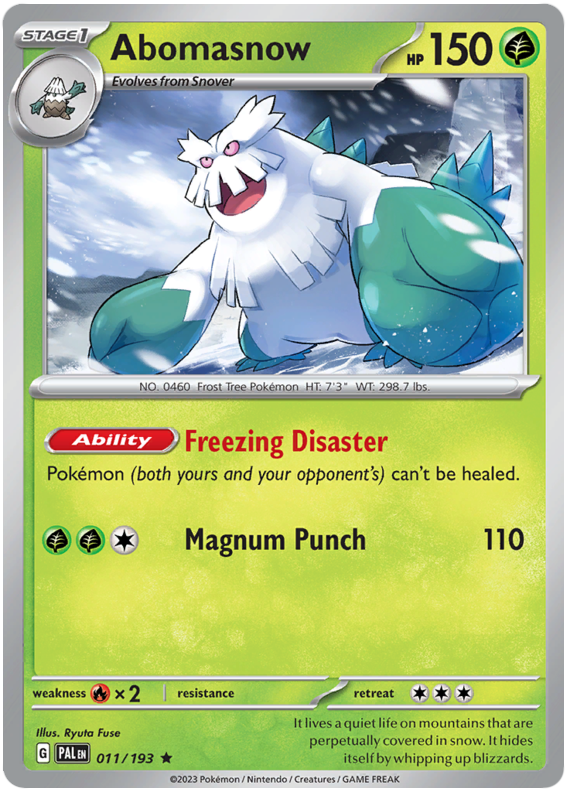 STAGE1 Abomasnow HP 150
Evolves from Snover
NO. 0460 Frost Tree Pokémon HT: 7'3" WT: 298.7 lbs.
Ability Freezing Disaster
Pokémon (both yours and your opponent's) can't be healed.
Magnum Punch 110
weakness ×2 resistance retreat
Illus. Ryuta Fuse
G PAL EN 011/193 ★
It lives a quiet life on mountains that are
perpetually covered in snow. It hides
itself by whipping up blizzards.
©2023 Pokémon / Nintendo / Creatures / GAME FREAK